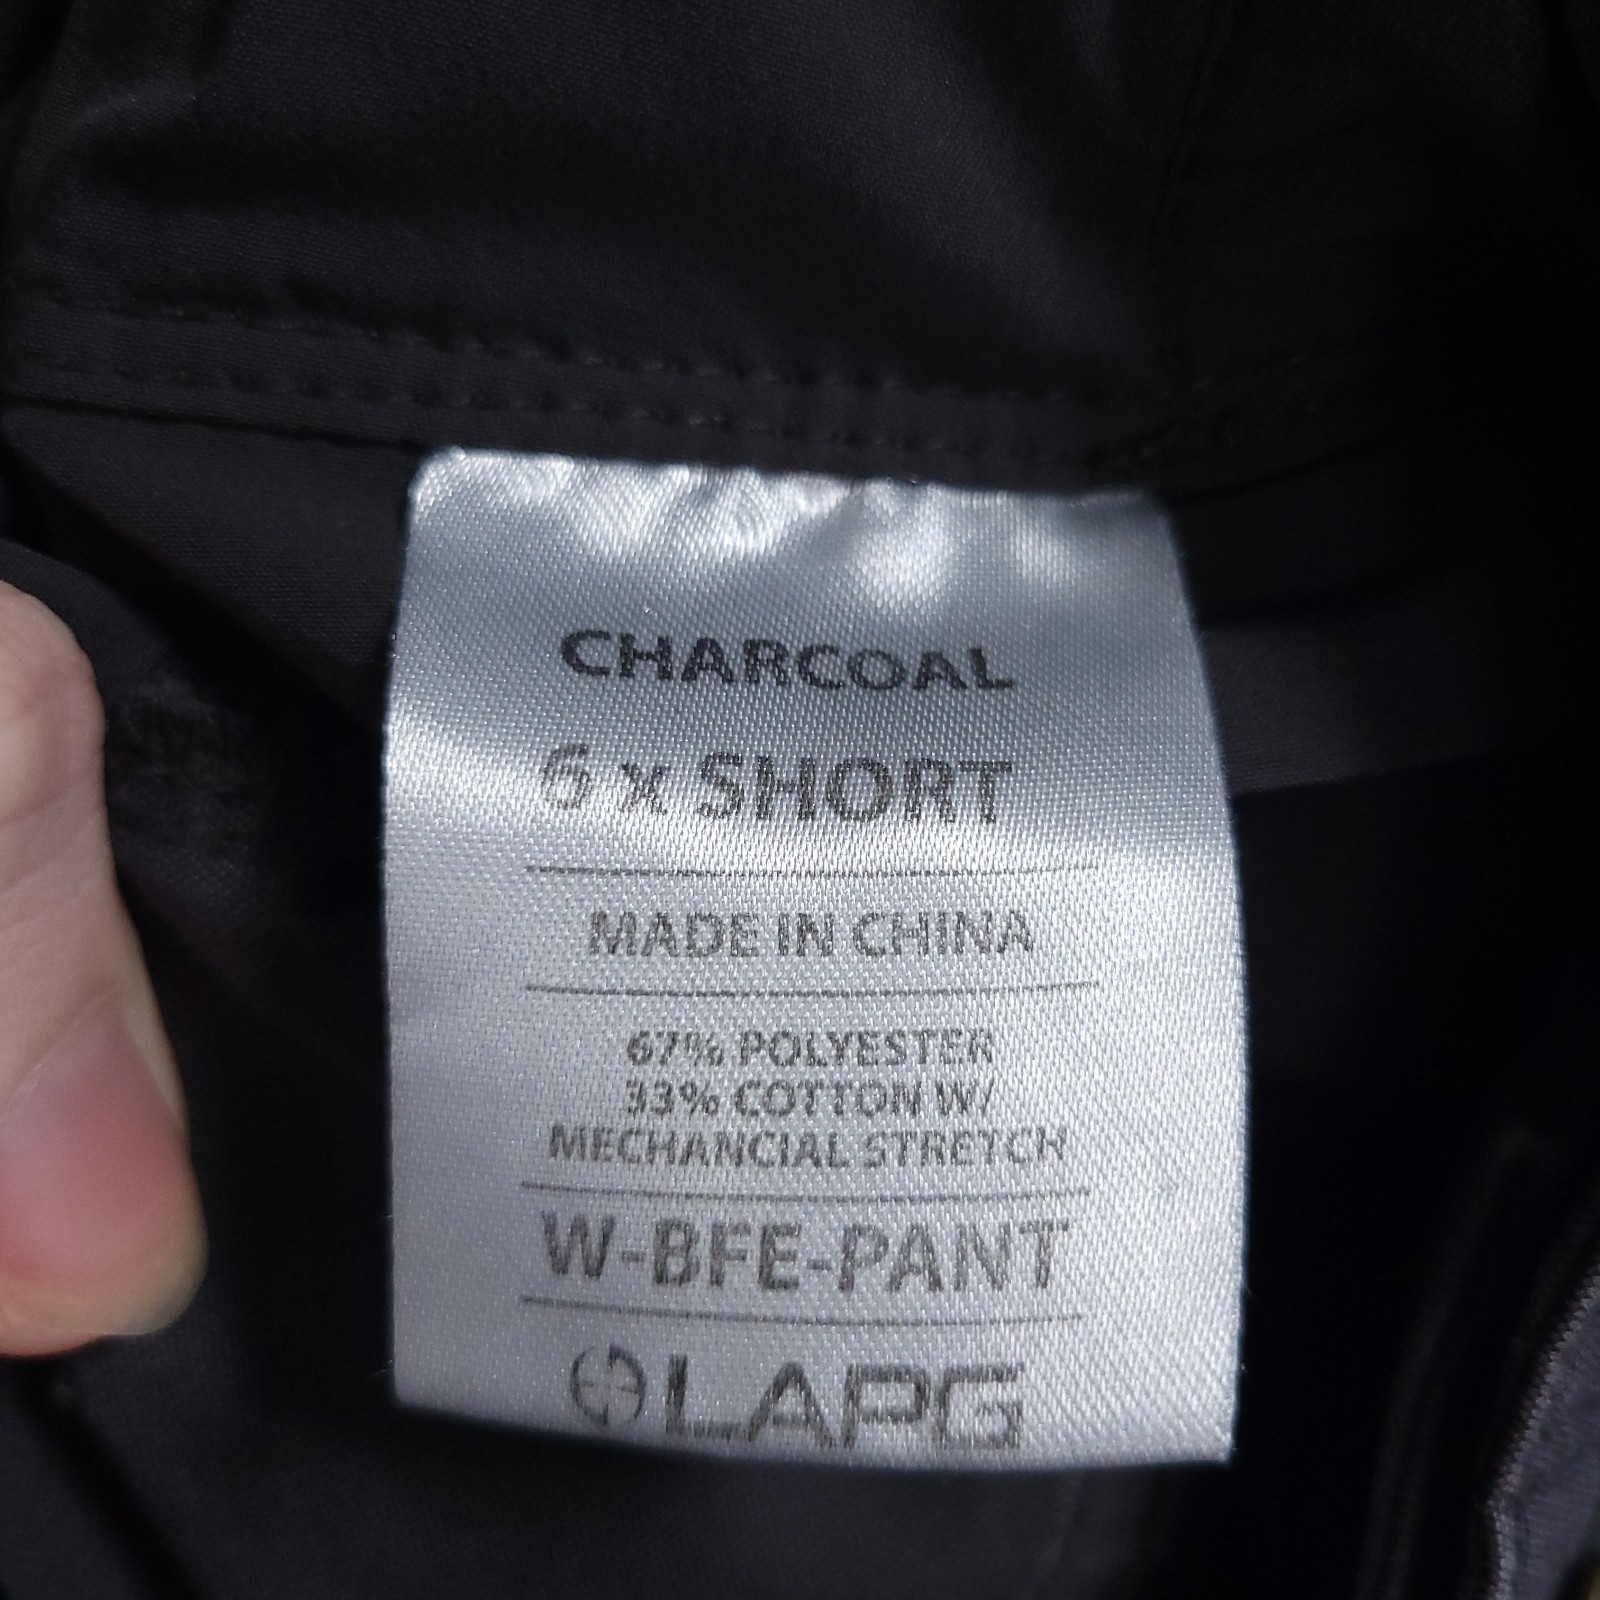 CHARCOAL
6 x SHORT
MADE IN CHINA
67% POLYESTER
33% COTTON W/
MECHANCIAL STRETCH
W-BFE-PANT
LAPG